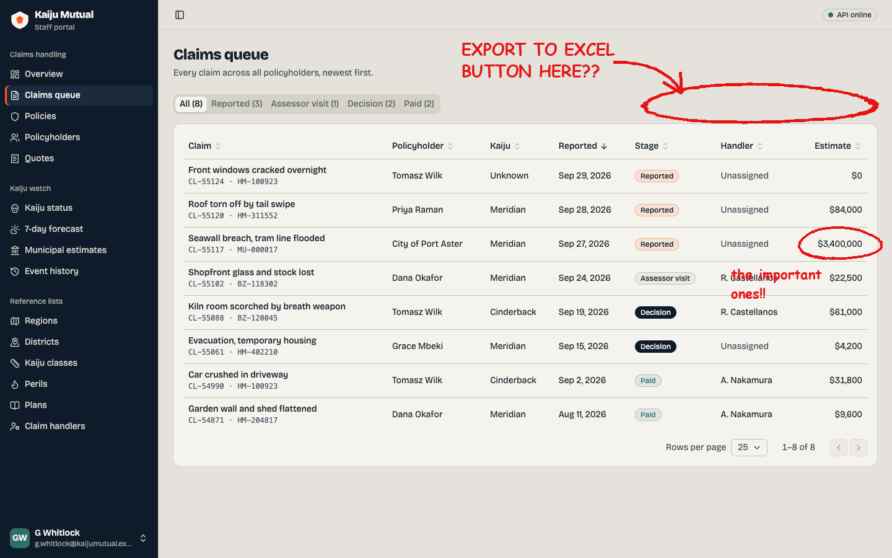 Kaiju Mutual
Staff portal
API online
Claims handling
Overview
Claims queue
Policies
Policyholders
Quotes
Kaiju watch
Kaiju status
7-day forecast
Municipal estimates
Event history
Reference lists
Regions
Districts
Kaiju classes
Perils
Plans
Claim handlers
GW
G Whitlock
g.whitlock@kaijumutual.ex...
Claims queue
Every claim across all policyholders, newest first.
EXPORT TO EXCEL
BUTTON HERE??
All (8) Reported (3) Assessor visit (1) Decision (2) Paid (2)
Claim Policyholder Kaiju Reported Stage Handler Estimate
Front windows cracked overnight
CL-55124 · HM-100923
Tomasz Wilk Unknown Sep 29, 2026 Reported Unassigned $0
Roof torn off by tail swipe
CL-55120 · HM-311552
Priya Raman Meridian Sep 28, 2026 Reported Unassigned $84,000
Seawall breach, tram line flooded
CL-55117 · MU-000017
City of Port Aster Meridian Sep 27, 2026 Reported Unassigned $3,400,000
Shopfront glass and stock lost
CL-55102 · BZ-118302
Dana Okafor Meridian Sep 24, 2026 Assessor visit R. Castellanos $22,500
the important
ones!!
Kiln room scorched by breath weapon
CL-55088 · BZ-120045
Tomasz Wilk Cinderback Sep 19, 2026 Decision R. Castellanos $61,000
Evacuation, temporary housing
CL-55061 · HM-402210
Grace Mbeki Meridian Sep 15, 2026 Decision Unassigned $4,200
Car crushed in driveway
CL-54990 · HM-100923
Tomasz Wilk Cinderback Sep 2, 2026 Paid A. Nakamura $31,800
Garden wall and shed flattened
CL-54871 · HM-204817
Dana Okafor Meridian Aug 11, 2026 Paid A. Nakamura $9,600
Rows per page 25 1–8 of 8